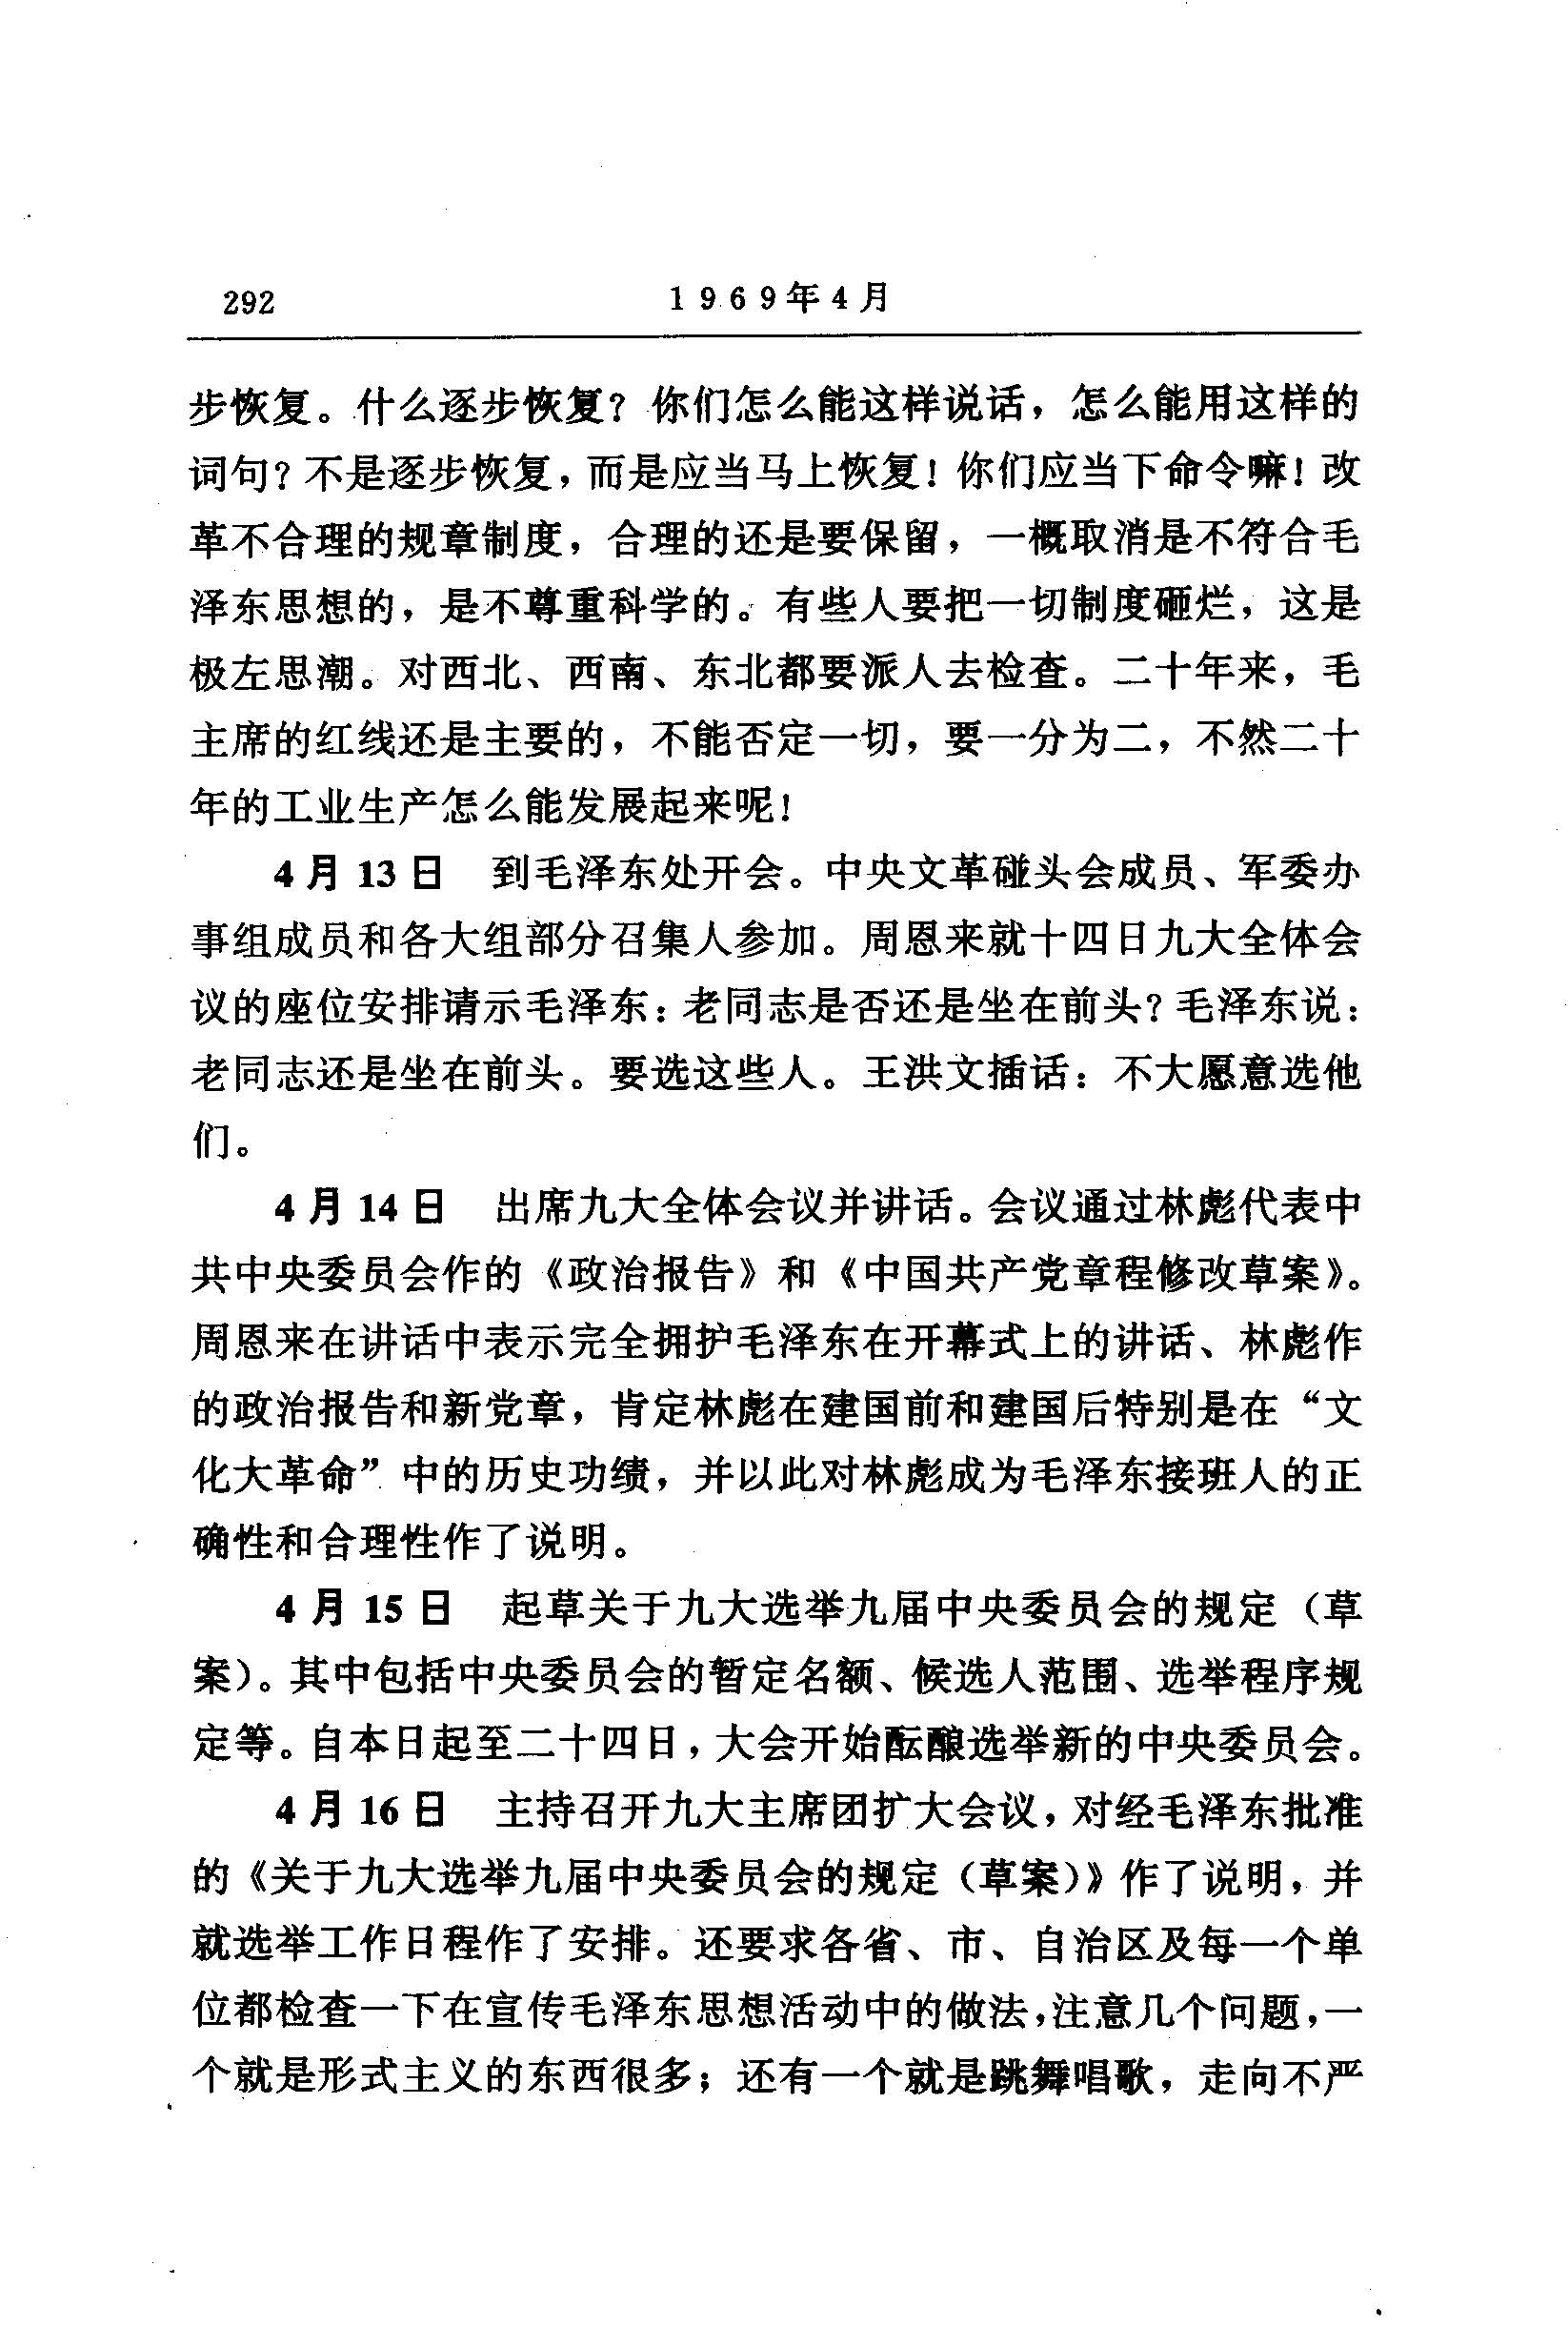 292
1969年4月
步恢复。什么逐步恢复?你们怎么能这样说话，怎么能用这样的
词句?不是逐步恢复，而是应当马上恢复!你们应当下命令嘛!改
革不合理的规章制度，合理的还是要保留，一概取消是不符合毛
泽东思想的，是不尊重科学的。有些人要把一切制度砸烂，这是
极左思潮。对西北、西南、东北都要派人去检查。二十年来，毛
主席的红线还是主要的，不能否定一切，要一分为二，不然二十
年的工业生产怎么能发展起来呢!
4月13日 到毛泽东处开会。中央文革碰头会成员、军委办
事组成员和各大组部分召集人参加。周恩来就十四日九大全体会
议的座位安排请示毛泽东:老同志是否还是坐在前头?毛泽东说:
老同志还是坐在前头。要选这些人。王洪文插话:不大愿意选他
们。
4月14日 出席九大全体会议并讲话。会议通过林彪代表中
共中央委员会作的《政治报告》和《中国共产党章程修改草案》。
周恩来在讲话中表示完全拥护毛泽东在开幕式上的讲话、林彪作
的政治报告和新党章，肯定林彪在建国前和建国后特别是在“文
化大革命”中的历史功绩，并以此对林彪成为毛泽东接班人的正
确性和合理性作了说明。
4月15日 起草关于九大选举九届中央委员会的规定（草
案）。其中包括中央委员会的暂定名额、候选人范围、选举程序规
定等。自本日起至二十四日，大会开始酝酿选举新的中央委员会。
4月16日 主持召开九大主席团扩大会议，对经毛泽东批准
的《关于九大选举九届中央委员会的规定（草案）》作了说明，并
就选举工作日程作了安排。还要求各省、市、自治区及每一个单
位都检查一下在宣传毛泽东思想活动中的做法，注意几个问题，一
个就是形式主义的东西很多；还有一个就是跳舞唱歌，走向不严